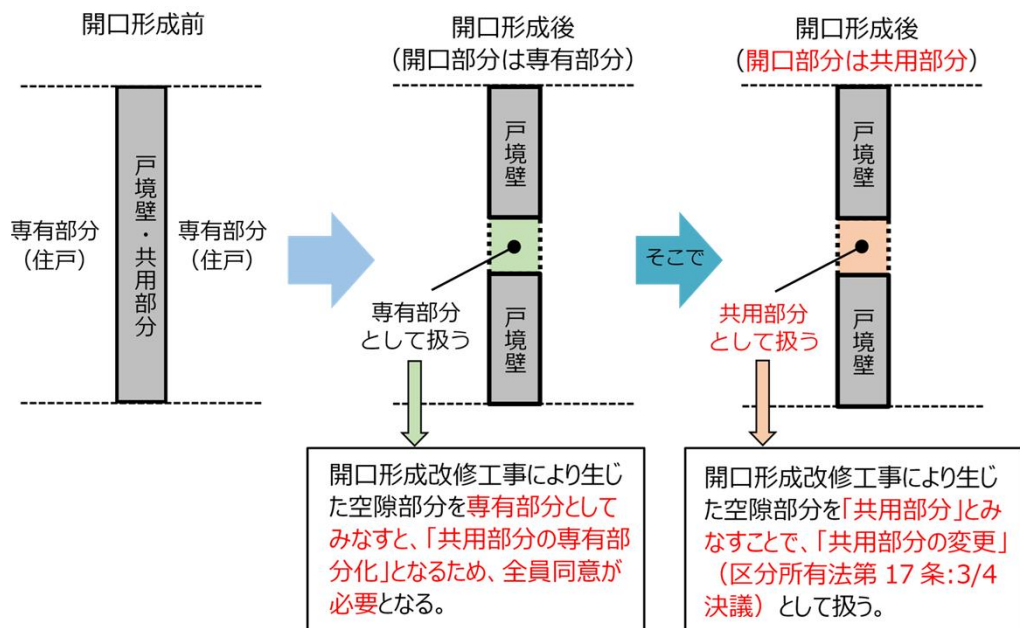 開口形成前
専有部分
（住戸）
戸境壁・共用部分
専有部分
（住戸）
開口形成後
（開口部分は専有部分）
戸境壁
専有部分
として扱う
戸境壁
開口形成改修工事により生じ
た空隙部分を専有部分として
みなすと、「共用部分の専有部
分化」となるため、全員同意が
必要となる。
そこで
開口形成後
（開口部分は共用部分）
戸境壁
共用部分
として扱う
戸境壁
開口形成改修工事により生じ
た空隙部分を「共用部分」とみ
なすことで、「共用部分の変更」
（区分所有法第 17 条:3/4
決議）として扱う。